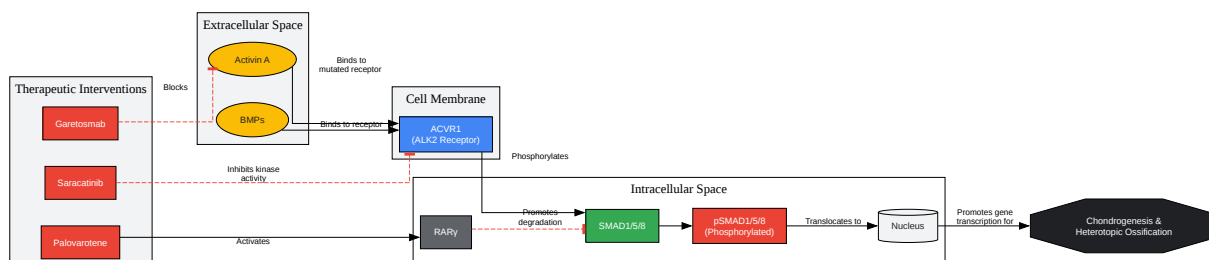 Extracellular Space
Activin A
BMPs
Binds to
mutated receptor
Therapeutic Interventions
Blocks
Garetosmab
Cell Membrane
ACVR1
(ALK2 Receptor)
Binds to receptor
Saracatinib
Inhibits kinase
activity
Phosphorylates
Intracellular Space
Palovarotene
Activates
RARγ
Promotes
degradation
SMAD1/5/8
pSMAD1/5/8
(Phosphorylated)
Translocates to
Nucleus
Promotes gene
transcription for
Chondrogenesis &
Heterotopic Ossification